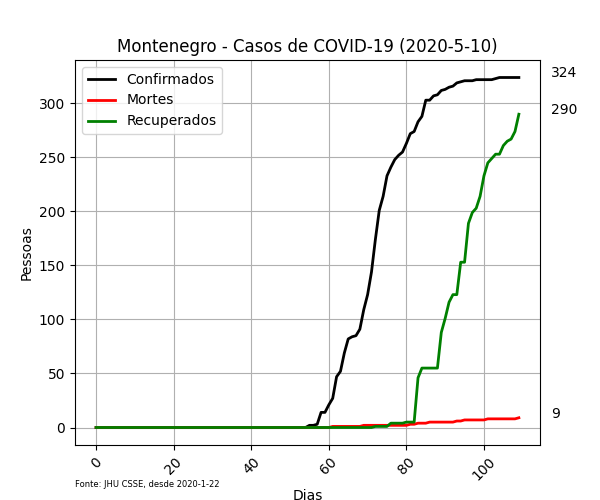 Montenegro - Casos de COVID-19 (2020-5-10)
Confirmados
Mortes
Recuperados
324
290
9
Pessoas
300
250
200
150
100
50
0
0
20
40
60
80
100
Fonte: JHU CSSE, desde 2020-1-22
Dias